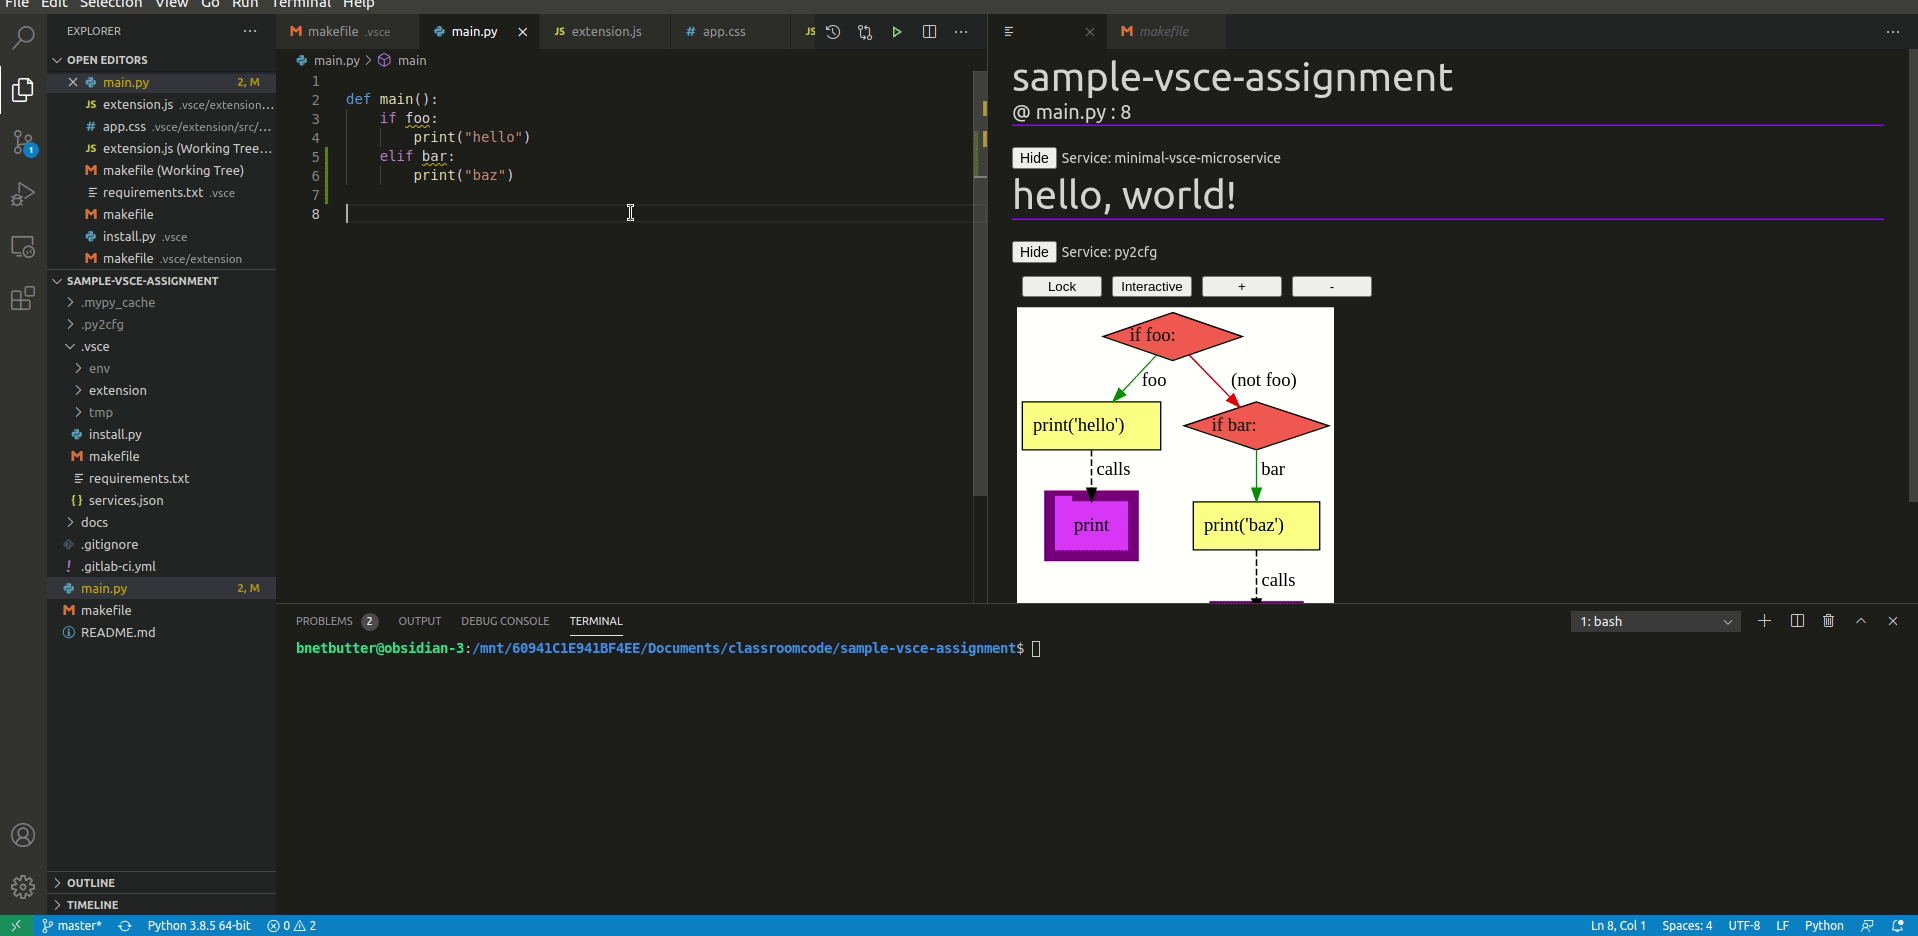 File Edit Selection View Go Run Terminal Help
EXPLORER
OPEN EDITORS
main.py 2, M
JS extension.js .vsce/extension...
# app.css .vsce/extension/src/...
JS extension.js (Working Tree...
makefile (Working Tree)
requirements.txt .vsce
makefile
install.py .vsce
makefile .vsce/extension
SAMPLE-VSCE-ASSIGNMENT
.mypy_cache
.py2cfg
.vsce
env
extension
tmp
install.py
makefile
requirements.txt
{} services.json
docs
.gitignore
! .gitlab-ci.yml
main.py 2, M
makefile
README.md
OUTLINE
TIMELINE
makefile .vsce
main.py
JS extension.js
# app.css
JS
main.py > main
1
2 def main():
3 if foo:
4 print("hello")
5 elif bar:
6 print("baz")
7
8
makefile
sample-vsce-assignment
@ main.py : 8
Hide Service: minimal-vsce-microservice
hello, world!
Hide Service: py2cfg
Lock Interactive + -
if foo:
foo (not foo)
print('hello') if bar:
calls bar
print print('baz')
calls
PROBLEMS 2 OUTPUT DEBUG CONSOLE TERMINAL 1: bash
bnetbutter@obsidian-3:/mnt/60941C1E941BF4EE/Documents/classroomcode/sample-vsce-assignment$
1
master* Python 3.8.5 64-bit 0 2 Ln 8, Col 1 Spaces: 4 UTF-8 LF Python